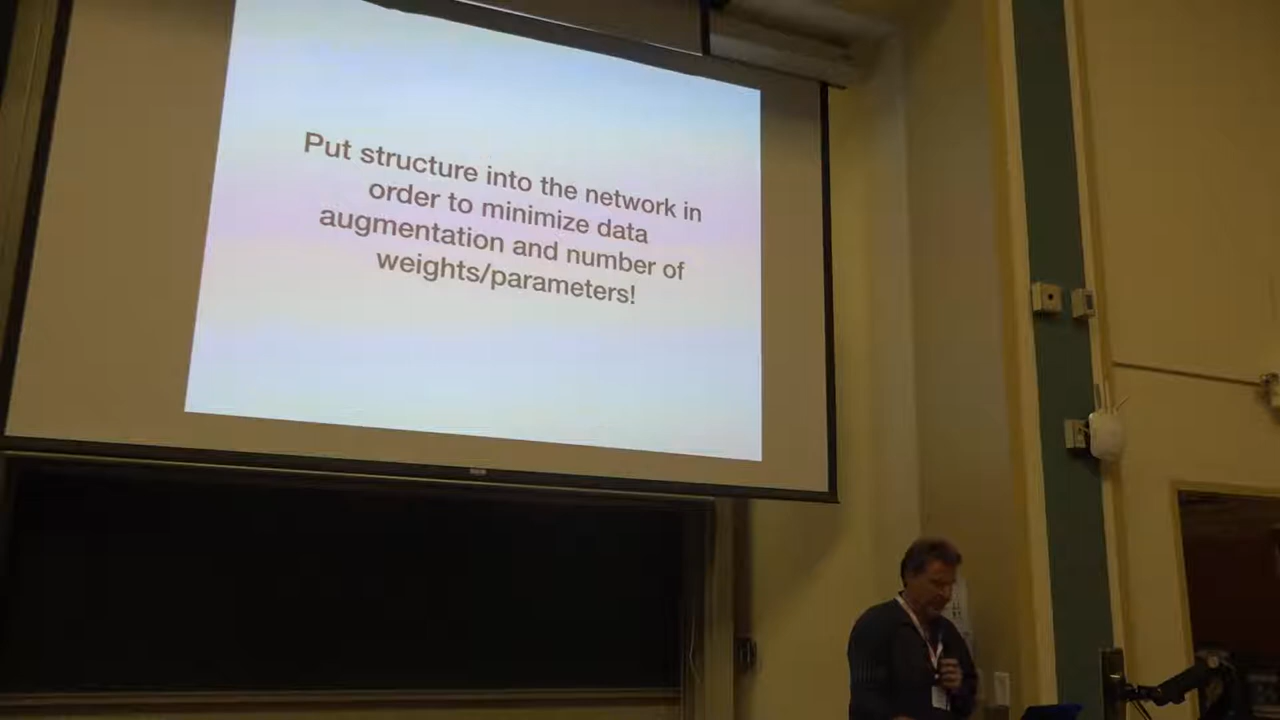 Put structure into the network in
order to minimize data
augmentation and number of
weights/parameters!